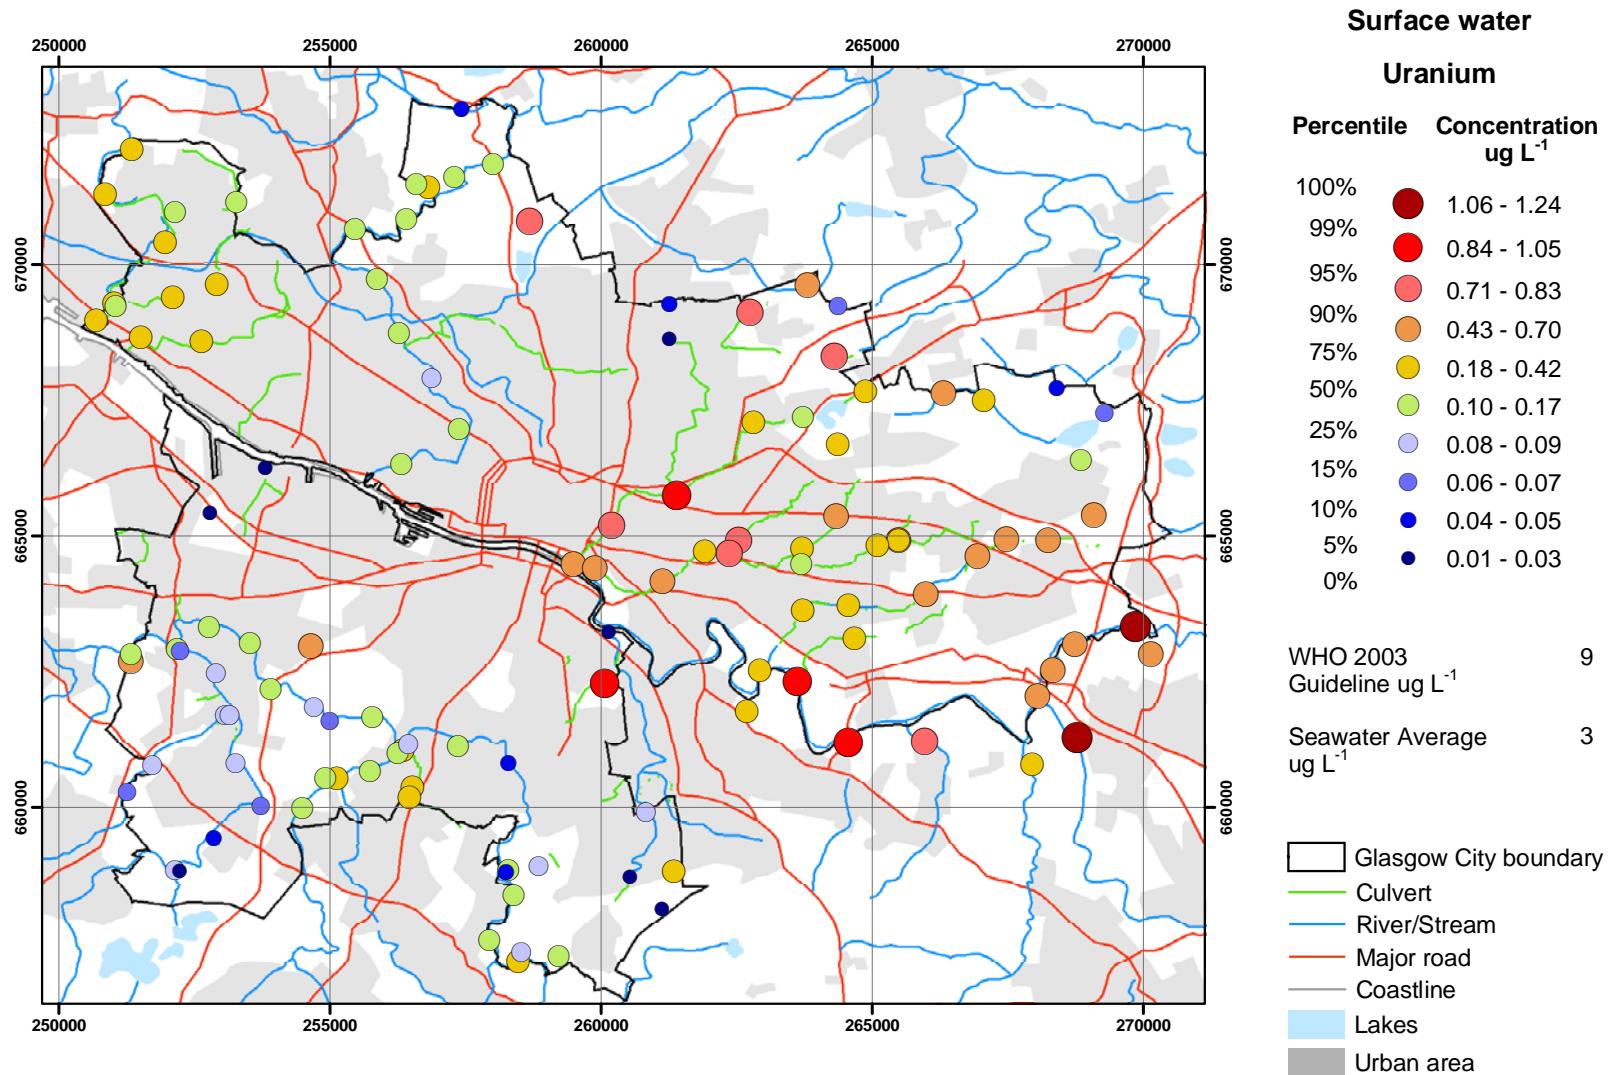 250000 255000 260000 265000 270000
670000 670000
665000 665000
660000 660000
250000 255000 260000 265000 270000
Surface water
Uranium
Percentile Concentration
ug L-1
100%
1.06 - 1.24
99%
0.84 - 1.05
95%
0.71 - 0.83
90%
0.43 - 0.70
75%
0.18 - 0.42
50%
0.10 - 0.17
25%
0.08 - 0.09
15%
0.06 - 0.07
10%
0.04 - 0.05
5%
0.01 - 0.03
0%
WHO 2003 9
Guideline ug L-1
Seawater Average 3
ug L-1
Glasgow City boundary
Culvert
River/Stream
Major road
Coastline
Lakes
Urban area